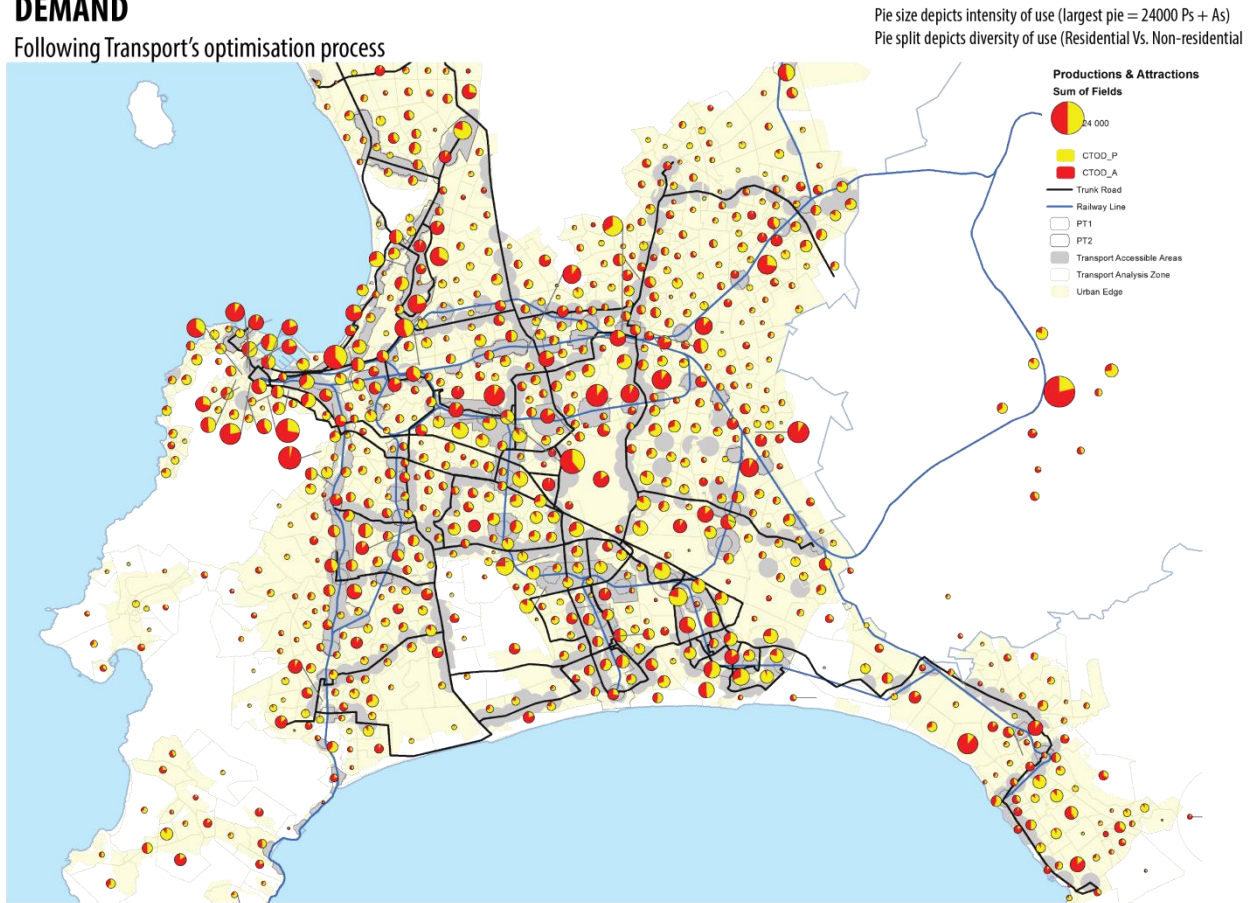 DEMAND
Following Transport's optimisation process
Pie size depicts intensity of use (largest pie = 24000 Ps + As)
Pie split depicts diversity of use (Residential Vs. Non-residential
Productions & Attractions
Sum of Fields
24 000
CTOD_P
CTOD_A
Trunk Road
Railway Line
PT1
PT2
Transport Accessible Areas
Transport Analysis Zone
Urban Edge